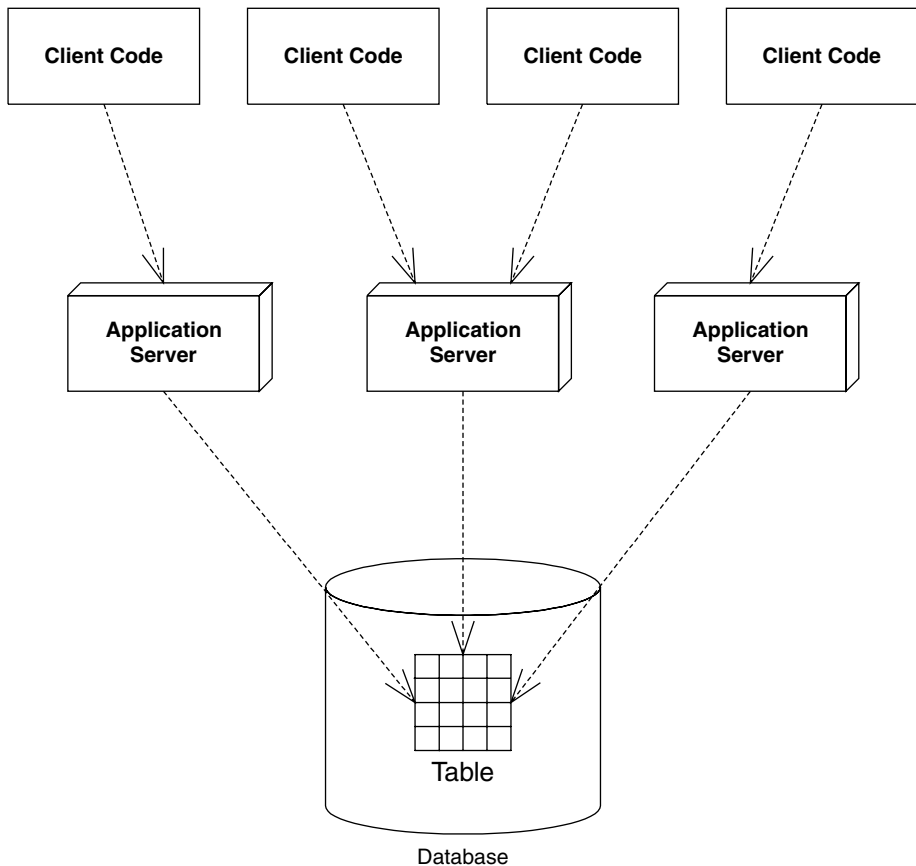 Client Code
Client Code
Client Code
Client Code
Application
Server
Application
Server
Application
Server
Table
Database